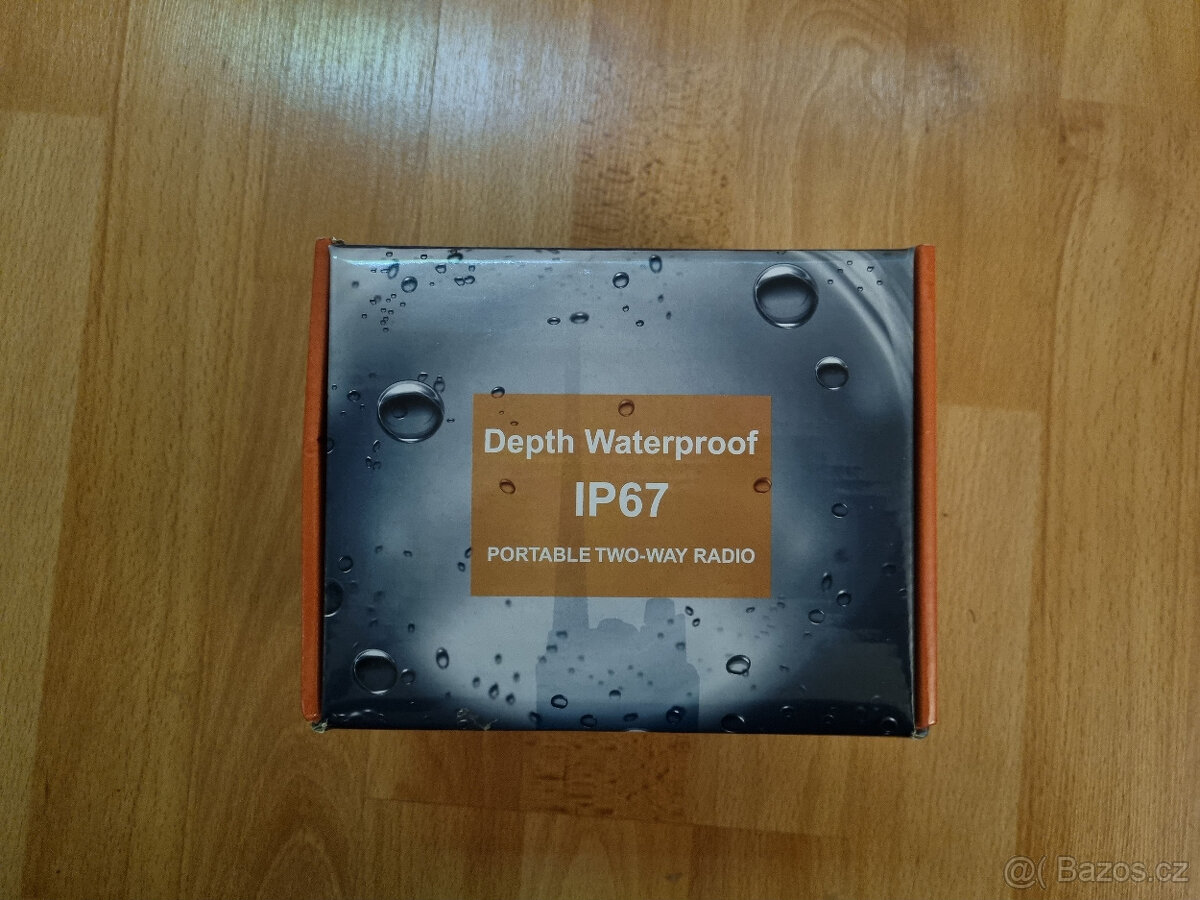 Depth Waterproof
IP67
PORTABLE TWO-WAY RADIO
@( Bazos.cz